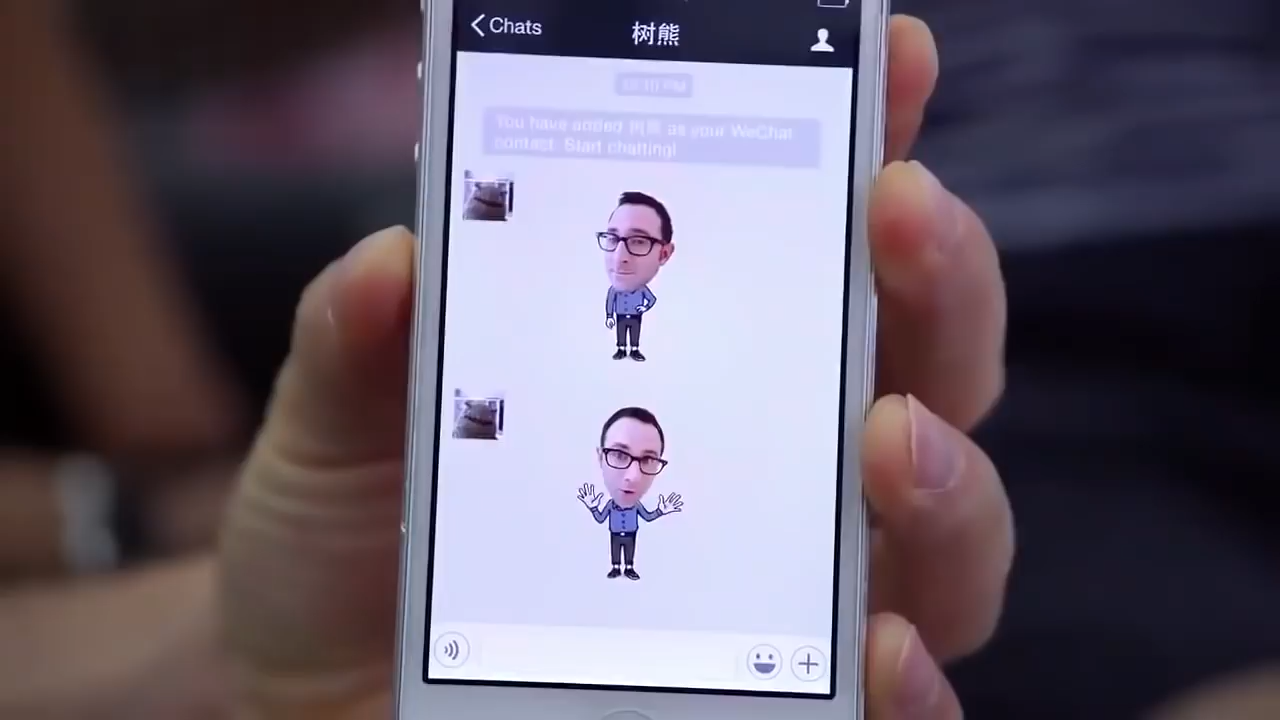 Chats
树熊
You have added 树熊 as your WeChat
contact. Start chatting!